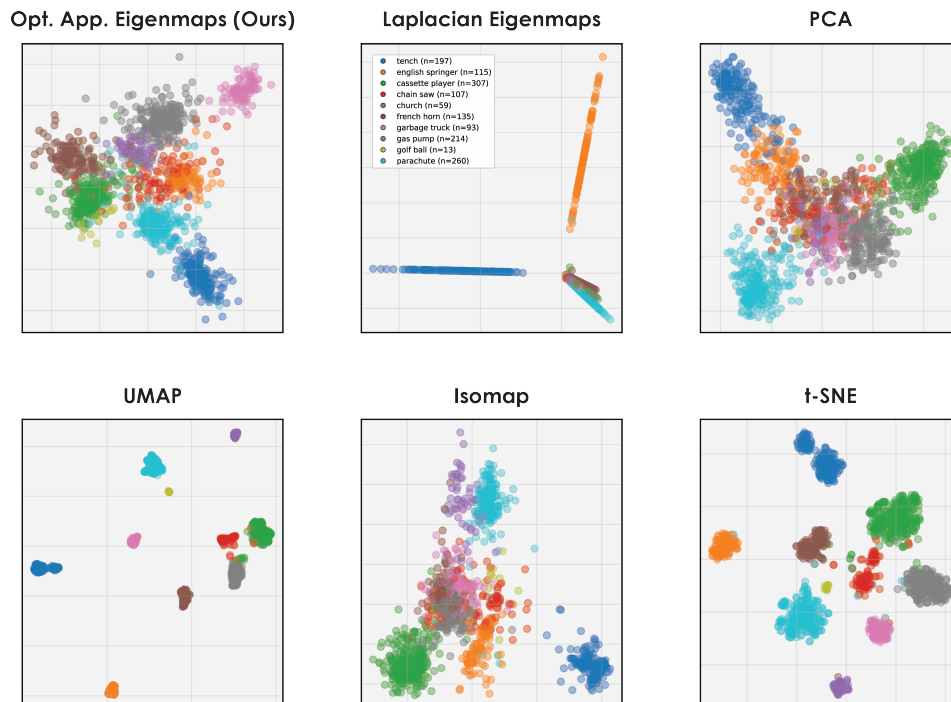 Opt. App. Eigenmaps (Ours)
Laplacian Eigenmaps
PCA
tench (n=197)
english springer (n=115)
cassette player (n=307)
chain saw (n=107)
church (n=59)
french horn (n=135)
garbage truck (n=93)
gas pump (n=214)
golf ball (n=13)
parachute (n=260)
UMAP
Isomap
t-SNE